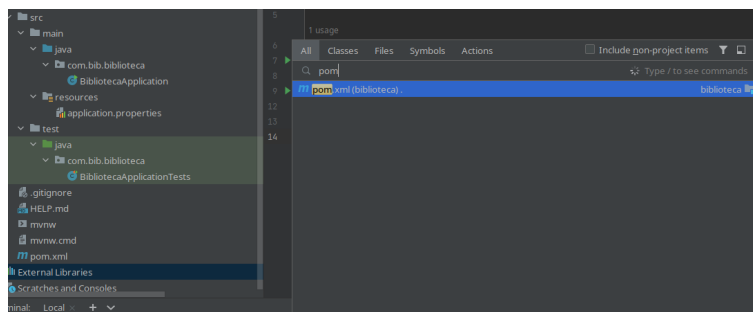 src
main
java
com.bib.biblioteca
BibliotecaApplication
resources
application.properties
test
java
com.bib.biblioteca
BibliotecaApplicationTests
.gitignore
HELP.md
mvnw
mvnw.cmd
pom.xml
External Libraries
Scratches and Consoles
minal: Local × + 
5
6
7
8
9
12
13
14
1 usage
All Classes Files Symbols Actions Include non-project items
pom Type / to see commands
m pom.xml (biblioteca) . biblioteca